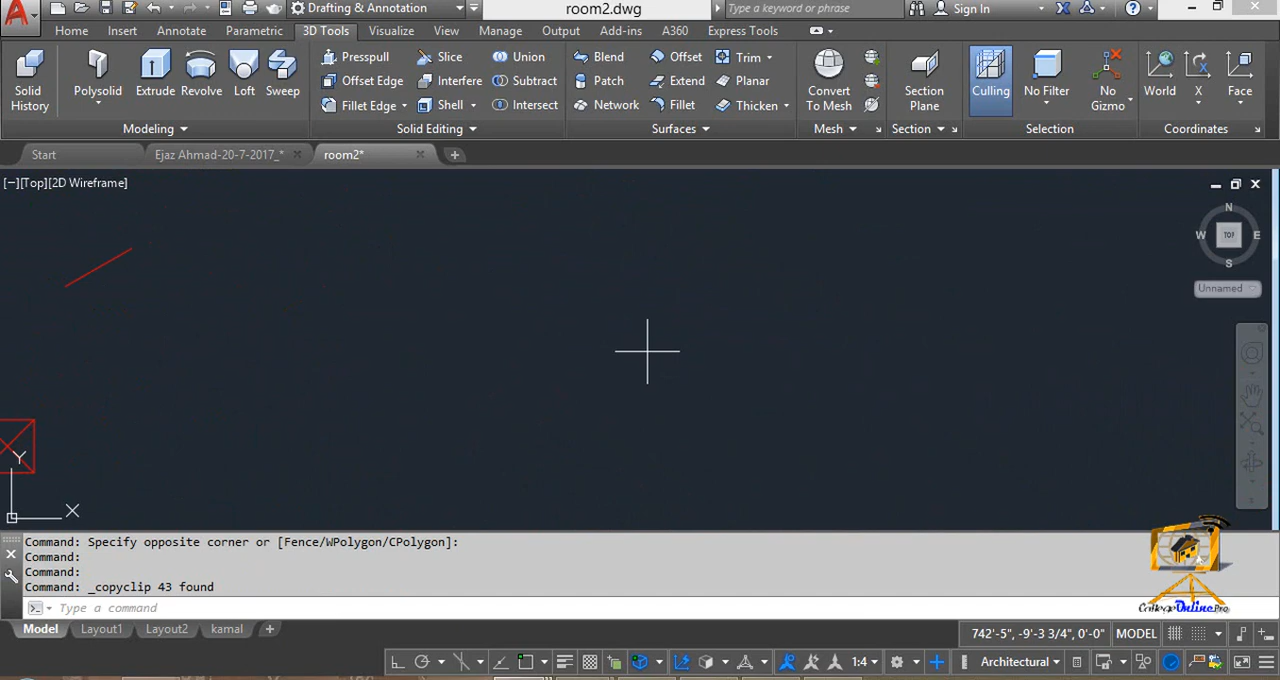 Drafting & Annotation
room2.dwg
Type a keyword or phrase
Sign In
Home Insert Annotate Parametric 3D Tools Visualize View Manage Output Add-ins A360 Express Tools
Solid History
Polysolid
Extrude
Revolve
Loft
Sweep
Modeling
Presspull
Offset Edge
Fillet Edge
Slice
Interfere
Shell
Union
Subtract
Intersect
Solid Editing
Blend
Patch
Network
Offset
Extend
Fillet
Trim
Planar
Thicken
Surfaces
Convert To Mesh
Mesh
Section Plane
Section
Culling
No Filter
No Gizmo
Selection
World
X
Face
Coordinates
Start
Ejaz Ahmad-20-7-2017_*
room2*
[−][Top][2D Wireframe]
N
W TOP E
S
Unnamed
Y
X
Command: Specify opposite corner or [Fence/WPolygon/CPolygon]:
Command:
Command:
Command: _copyclip 43 found
Type a command
College Online.Pro
Model Layout1 Layout2 kamal
742'-5", -9'-3 3/4", 0'-0" MODEL
1:4
Architectural